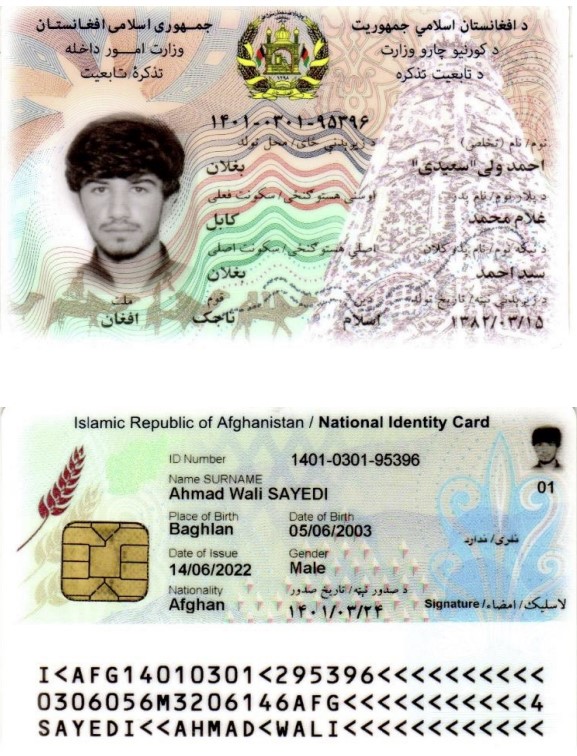 د افغانستان اسلامي جمهوریت
جمهوری اسلامی افغانستان
د کورنیو چارو وزارت
وزارت امور داخله
د تابعیت تذکره
تذکرهٔ تابعیت
۱۴۰۱-۰۳۰۱-۹۵۳۹۶
نوم/ نام (تخلص)
د زیږیدنې ځای/ محل تولد
احمد ولی"سعیدی"
بغلان
د پلار نوم/ نام پدر
اوسنی هستوګنځی/ سکونت فعلی
غلام محمد
کابل
د نیکه نوم/ نام پدر کلان
اصلي هستوګنځی/ سکونت اصلی
سید احمد
بغلان
د زیږیدنې نېټه/ تاریخ تولد
دین
قوم
ملت
۱۳۸۲/۰۳/۱۵
اسلام
تاجک
افغان
Islamic Republic of Afghanistan / National Identity Card
ID Number 1401-0301-95396
Name SURNAME
Ahmad Wali SAYEDI
01
Place of Birth Date of Birth
Baghlan 05/06/2003
نفری/ ندارد
Date of Issue Gender
14/06/2022 Male
Nationality د صدور نېټه/ تاریخ صدور
Afghan ۱۴۰۱/۰۳/۲۴ Signature/ لاسلیک/ امضاء
I<AFG14010301<295396<<<<<<<<<<
0306056M3206146AFG<<<<<<<<<<<4
SAYEDI<<AHMAD<WALI<<<<<<<<<<<<